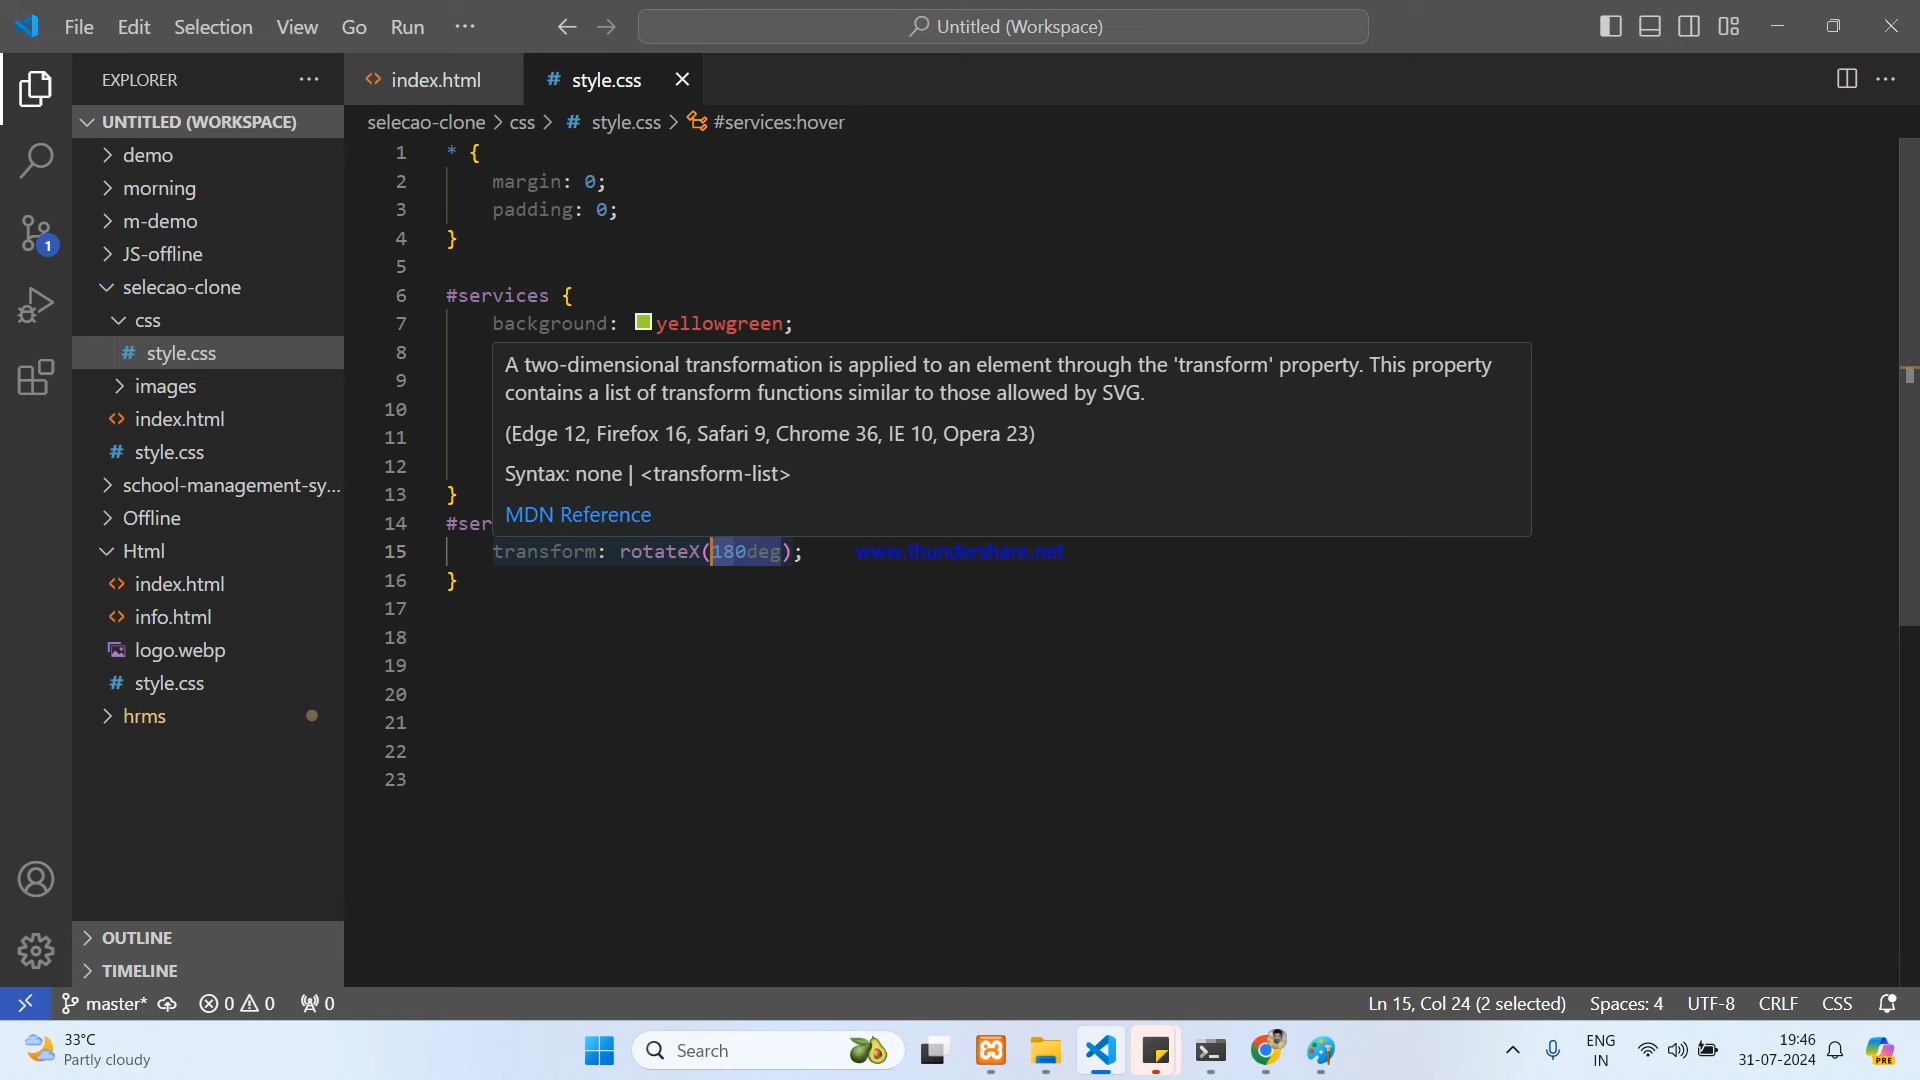 File Edit Selection View Go Run ···
Untitled (Workspace)
EXPLORER
index.html
# style.css
UNTITLED (WORKSPACE)
selecao-clone > css > # style.css > #services:hover
demo
morning
m-demo
JS-offline
selecao-clone
css
# style.css
images
index.html
# style.css
school-management-sy...
Offline
Html
index.html
info.html
logo.webp
# style.css
hrms
OUTLINE
TIMELINE
1
1 * {
2 margin: 0;
3 padding: 0;
4 }
5
6 #services {
7 background: yellowgreen;
8
9
10
11
12
13 }
14 #ser
A two-dimensional transformation is applied to an element through the 'transform' property. This property
contains a list of transform functions similar to those allowed by SVG.
(Edge 12, Firefox 16, Safari 9, Chrome 36, IE 10, Opera 23)
Syntax: none | <transform-list>
MDN Reference
15 transform: rotateX(180deg); www.thundershare.net
16 }
17
18
19
20
21
22
23
master* 0 0 0
Ln 15, Col 24 (2 selected) Spaces: 4 UTF-8 CRLF CSS
33°C
Partly cloudy
Search
ENG
IN
19:46
31-07-2024
PRE